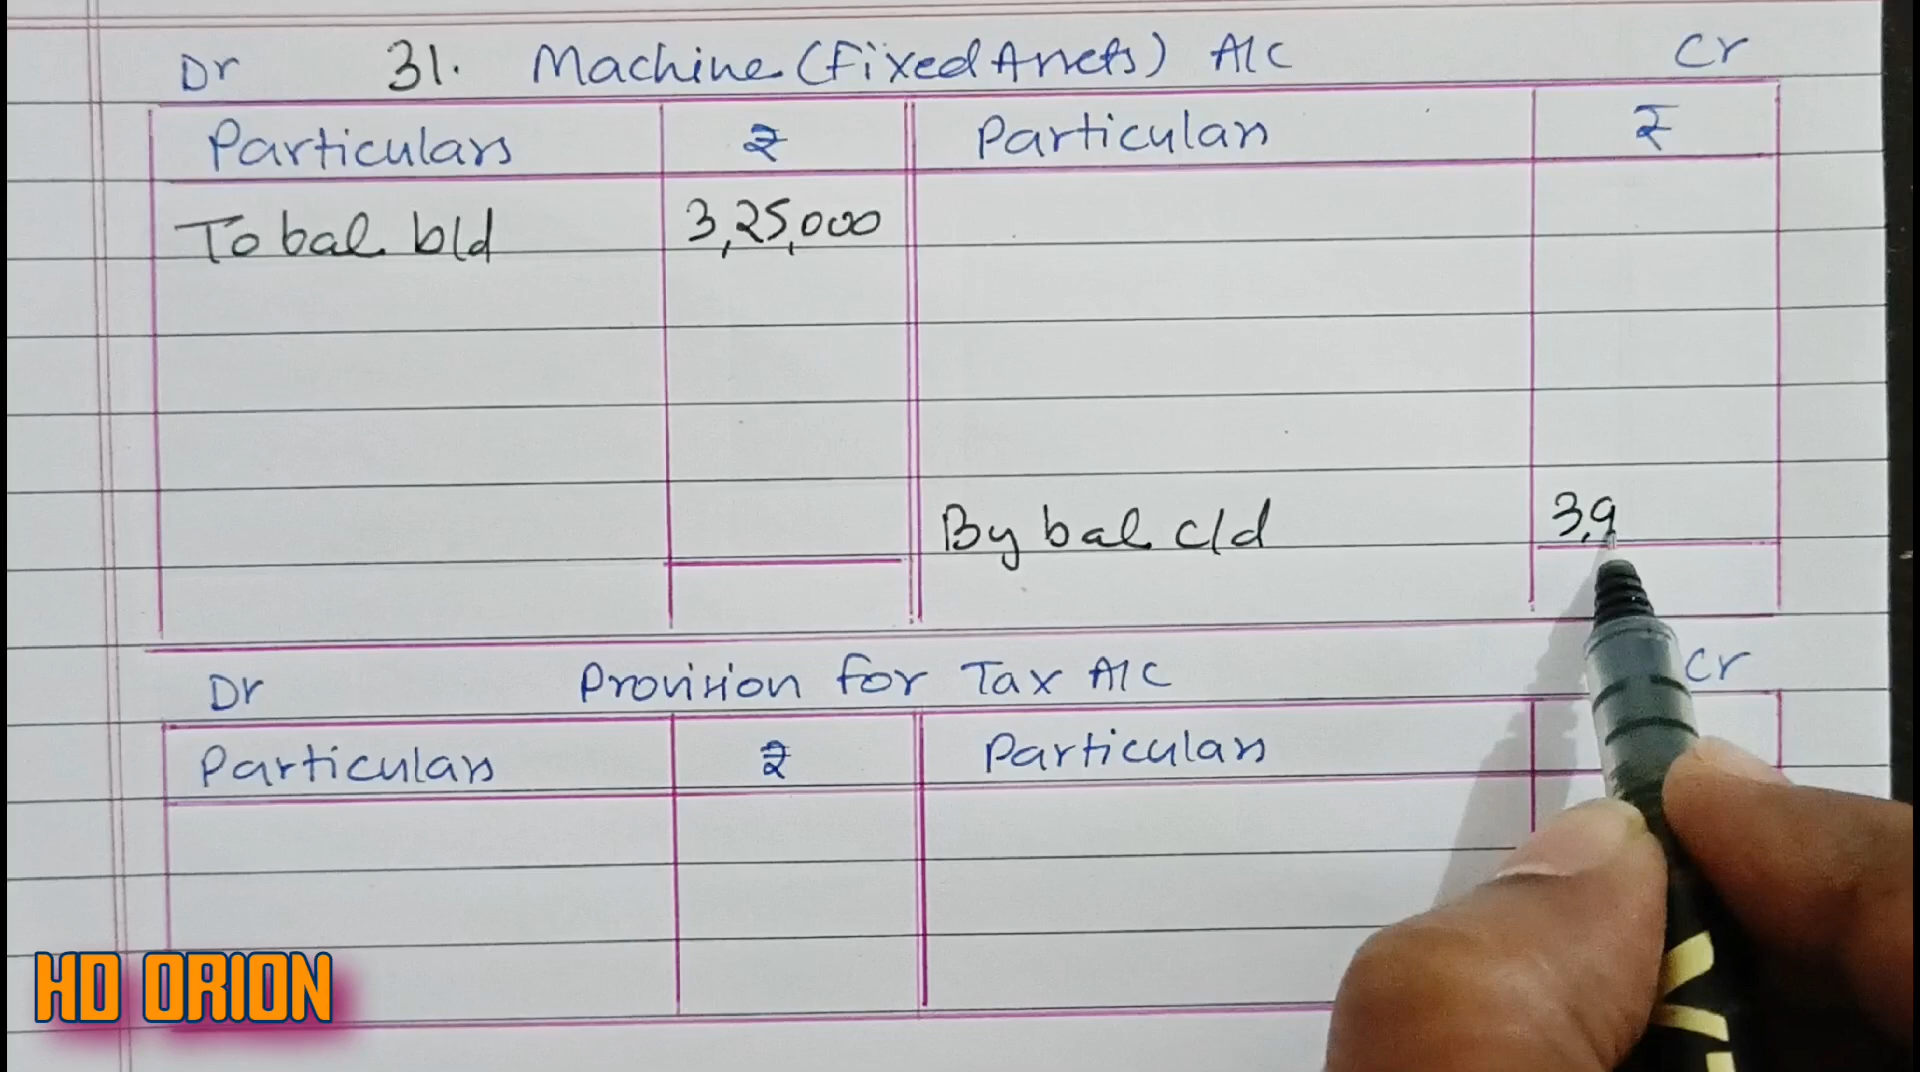 Dr 31. Machine (Fixed Assets) A/C Cr
Particulars ₹ Particulars ₹
To bal b/d 3,25,000
By bal c/d 3,9
Dr Provision for Tax A/C Cr
Particulars ₹ Particulars
HD ORION